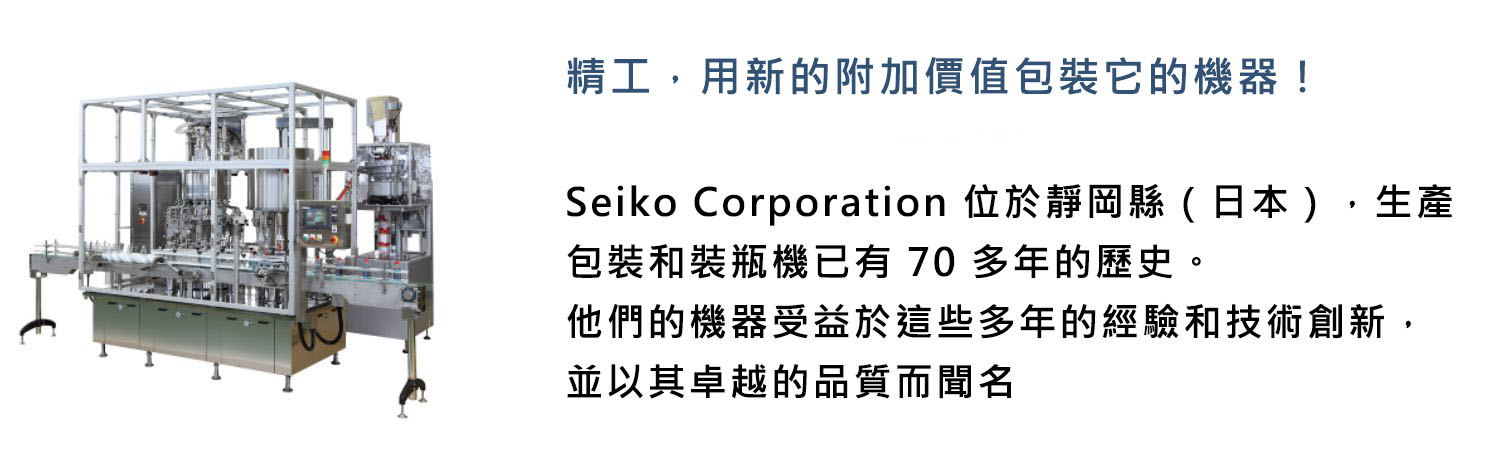 精工，用新的附加價值包裝它的機器！
Seiko Corporation 位於靜岡縣（日本），生產
包裝和裝瓶機已有 70 多年的歷史。
他們的機器受益於這些多年的經驗和技術創新，
並以其卓越的品質而聞名